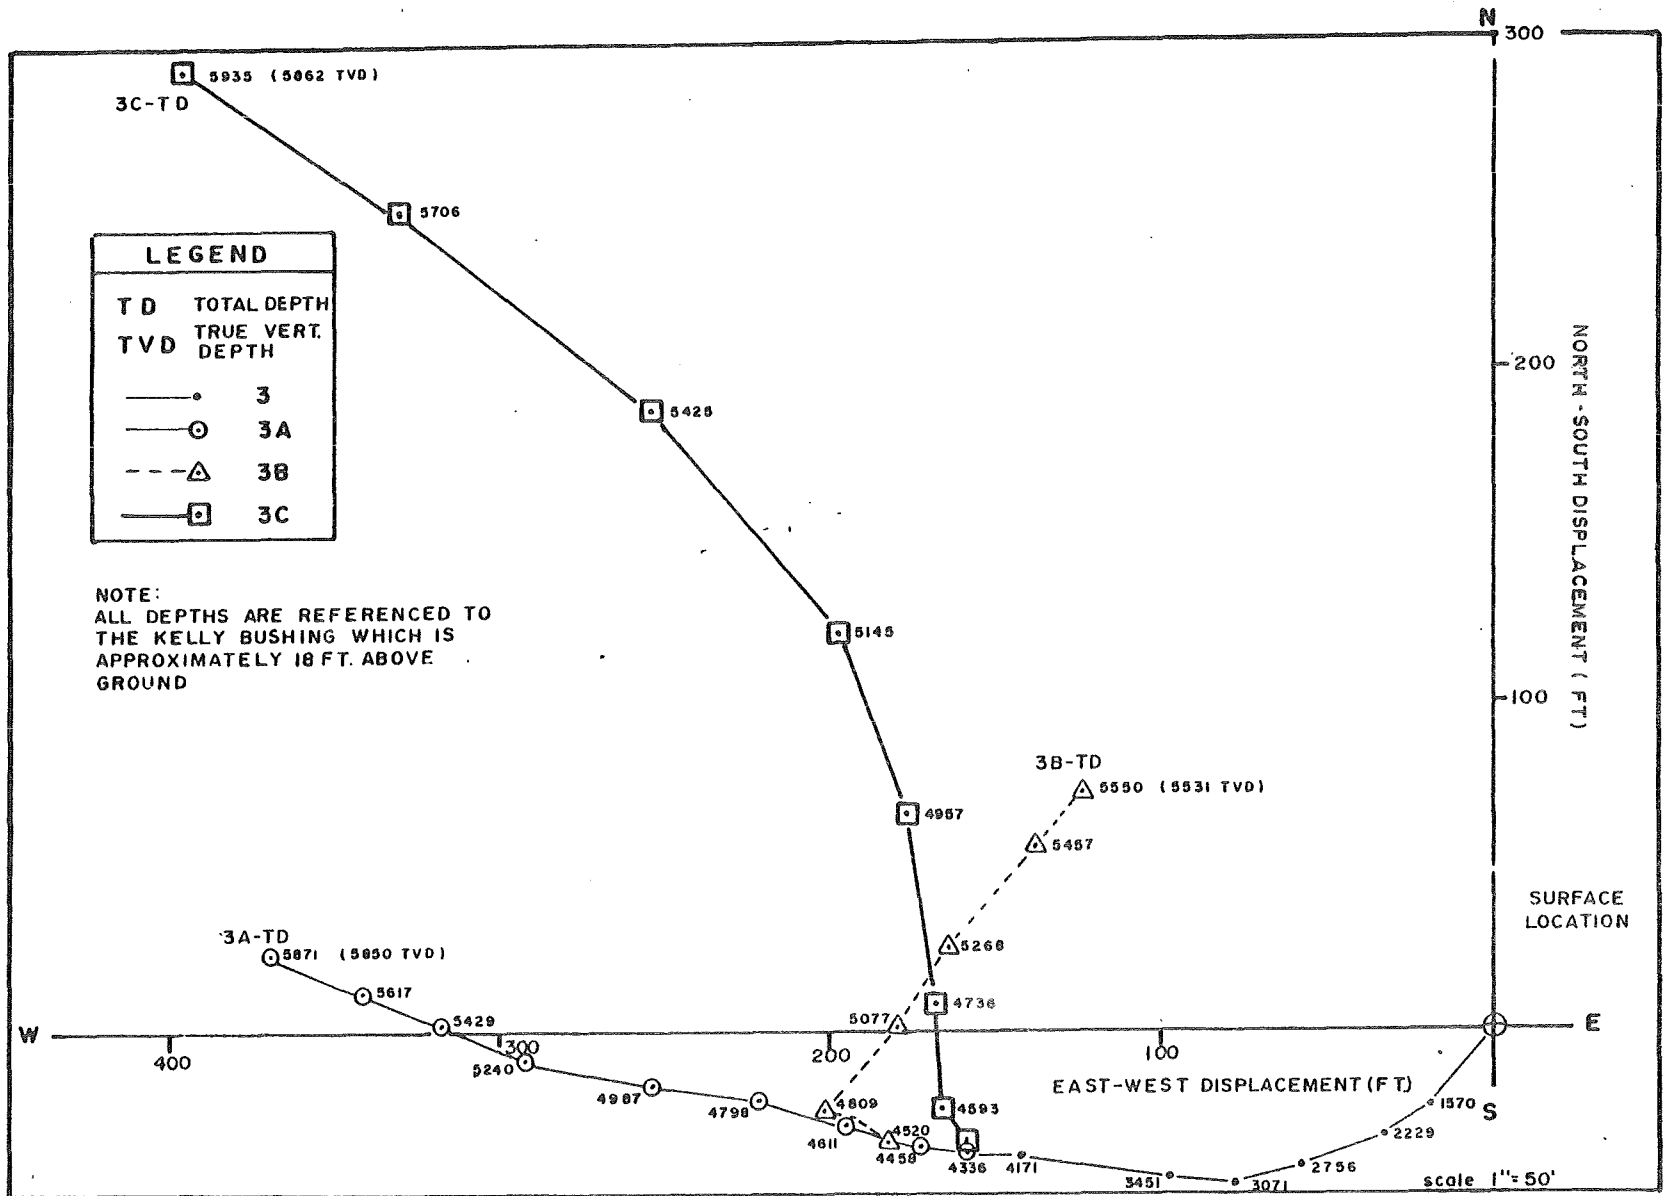 N
300
5935 (5862 TVD)
3C-TD
5706
LEGEND
TD TOTAL DEPTH
TVD TRUE VERT. DEPTH
3
3A
3B
3C
200
5425
NORTH-SOUTH DISPLACEMENT (FT)
NOTE:
ALL DEPTHS ARE REFERENCED TO
THE KELLY BUSHING WHICH IS
APPROXIMATELY 18 FT. ABOVE
GROUND
5145
100
3B-TD
5550 (5531 TVD)
4957
5457
SURFACE
LOCATION
3A-TD
5871 (5850 TVD)
5268
5617
4736
5429
5077
W
E
400
300
200
100
5240
EAST-WEST DISPLACEMENT (FT.)
4987
4798
4809
4593
1570
S
4611
4520
2229
4458
4336
4171
2756
3451
3071
scale 1"=50'